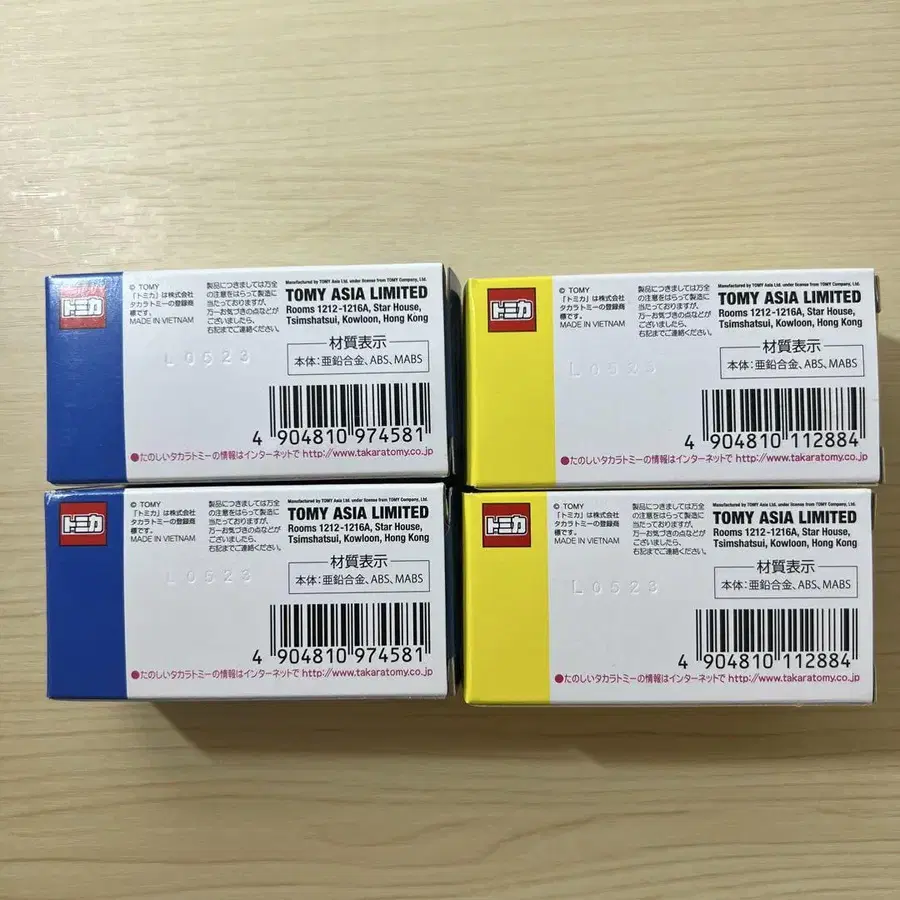 トミカ
© TOMY
「トミカ」は株式会社
タカラトミーの登録商
標です。
MADE IN VIETNAM
製品につきましては万全
の注意をはらって製造に
当たっておりますが、
万一お気づきの点などが
ございましたら、
右記までご連絡ください。
Manufactured by TOMY Asia Ltd. under license from TOMY Company, Ltd.
TOMY ASIA LIMITED
Rooms 1212-1216A, Star House,
Tsimshatsui, Kowloon, Hong Kong
L0523
材質表示
本体:亜鉛合金、ABS、MABS
4 904810 974581
●たのしいタカラトミーの情報はインターネットで http://www.takaratomy.co.jp
トミカ
© TOMY
「トミカ」は株式会社
タカラトミーの登録商
標です。
MADE IN VIETNAM
製品につきましては万全
の注意をはらって製造に
当たっておりますが、
万一お気づきの点などが
ございましたら、
右記までご連絡ください。
Manufactured by TOMY Asia Ltd. under license from TOMY Company, Ltd.
TOMY ASIA LIMITED
Rooms 1212-1216A, Star House,
Tsimshatsui, Kowloon, Hong Kong
L0523
材質表示
本体:亜鉛合金、ABS、MABS
4 904810 112884
●たのしいタカラトミーの情報はインターネットで http://www.takaratomy.co.jp
トミカ
© TOMY
「トミカ」は株式会社
タカラトミーの登録商
標です。
MADE IN VIETNAM
製品につきましては万全
の注意をはらって製造に
当たっておりますが、
万一お気づきの点などが
ございましたら、
右記までご連絡ください。
Manufactured by TOMY Asia Ltd. under license from TOMY Company, Ltd.
TOMY ASIA LIMITED
Rooms 1212-1216A, Star House,
Tsimshatsui, Kowloon, Hong Kong
L0523
材質表示
本体:亜鉛合金、ABS、MABS
4 904810 974581
●たのしいタカラトミーの情報はインターネットで http://www.takaratomy.co.jp
トミカ
© TOMY
「トミカ」は株式会社
タカラトミーの登録商
標です。
MADE IN VIETNAM
製品につきましては万全
の注意をはらって製造に
当たっておりますが、
万一お気づきの点などが
ございましたら、
右記までご連絡ください。
Manufactured by TOMY Asia Ltd. under license from TOMY Company, Ltd.
TOMY ASIA LIMITED
Rooms 1212-1216A, Star House,
Tsimshatsui, Kowloon, Hong Kong
L0523
材質表示
本体:亜鉛合金、ABS、MABS
4 904810 112884
●たのしいタカラトミーの情報はインターネットで http://www.takaratomy.co.jp